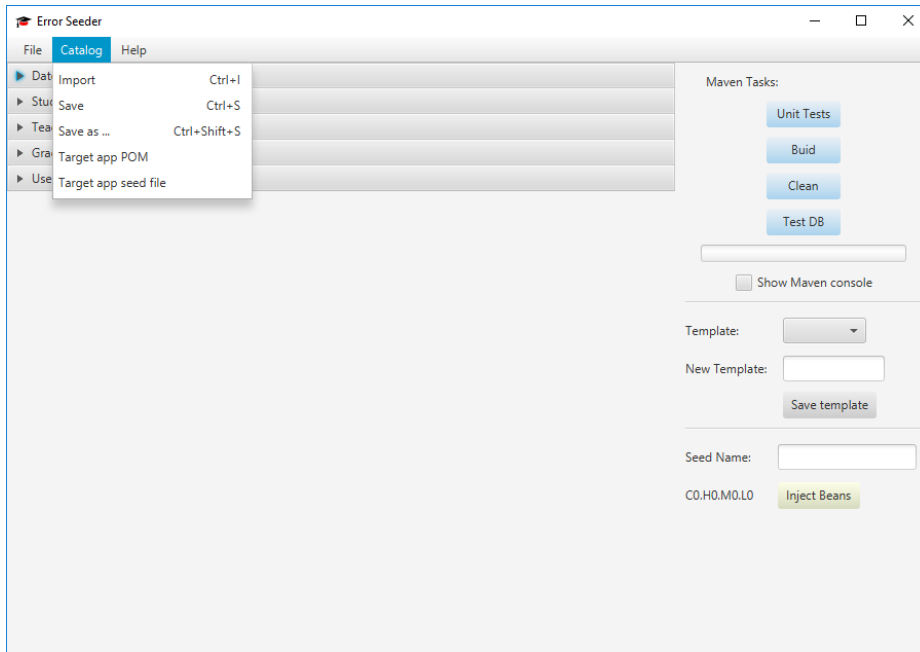 Error Seeder
File Catalog Help
Import Ctrl+I
Save Ctrl+S
Save as ... Ctrl+Shift+S
Target app POM
Target app seed file
Maven Tasks:
Unit Tests
Buid
Clean
Test DB
Show Maven console
Template:
New Template:
Save template
Seed Name:
C0.H0.M0.L0 Inject Beans